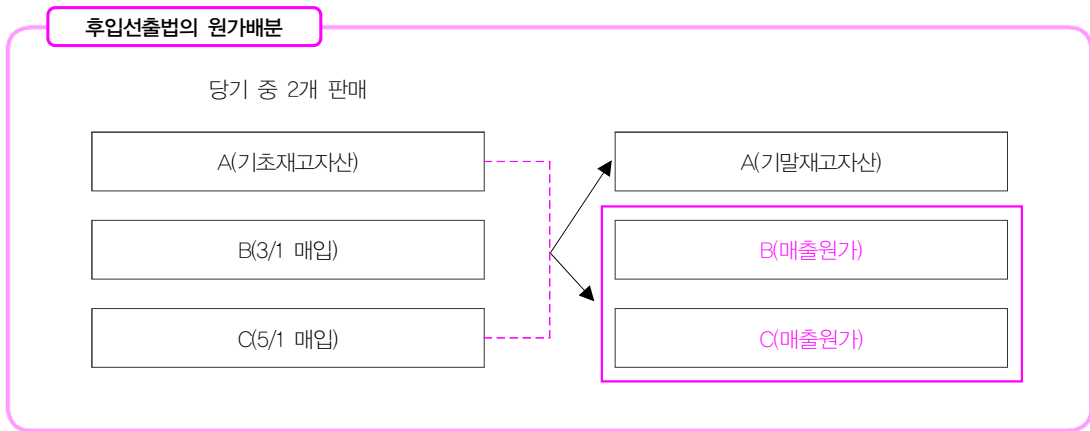 후입선출법의 원가배분
당기 중 2개 판매
A(기초재고자산)
A(기말재고자산)
B(3/1 매입)
B(매출원가)
C(5/1 매입)
C(매출원가)